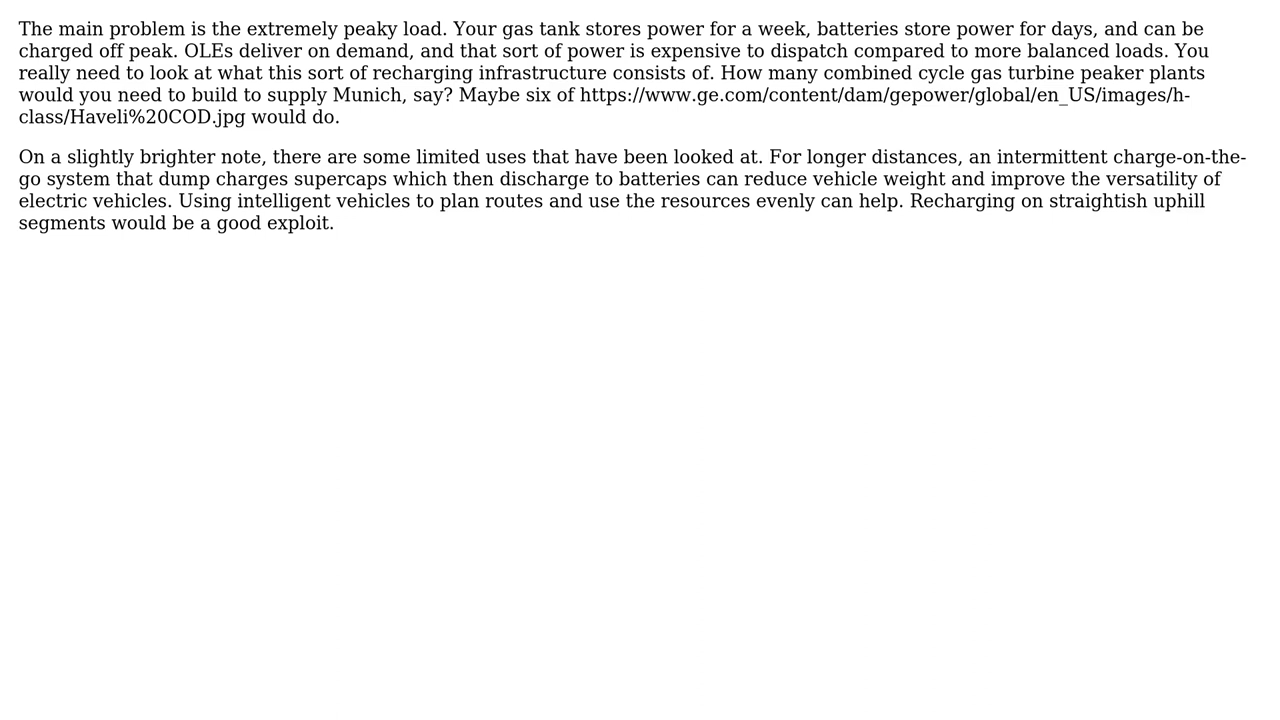 The main problem is the extremely peaky load. Your gas tank stores power for a week, batteries store power for days, and can be
charged off peak. OLEs deliver on demand, and that sort of power is expensive to dispatch compared to more balanced loads. You
really need to look at what this sort of recharging infrastructure consists of. How many combined cycle gas turbine peaker plants
would you need to build to supply Munich, say? Maybe six of https://www.ge.com/content/dam/gepower/global/en_US/images/h-
class/Haveli%20COD.jpg would do.
On a slightly brighter note, there are some limited uses that have been looked at. For longer distances, an intermittent charge-on-the-
go system that dump charges supercaps which then discharge to batteries can reduce vehicle weight and improve the versatility of
electric vehicles. Using intelligent vehicles to plan routes and use the resources evenly can help. Recharging on straightish uphill
segments would be a good exploit.